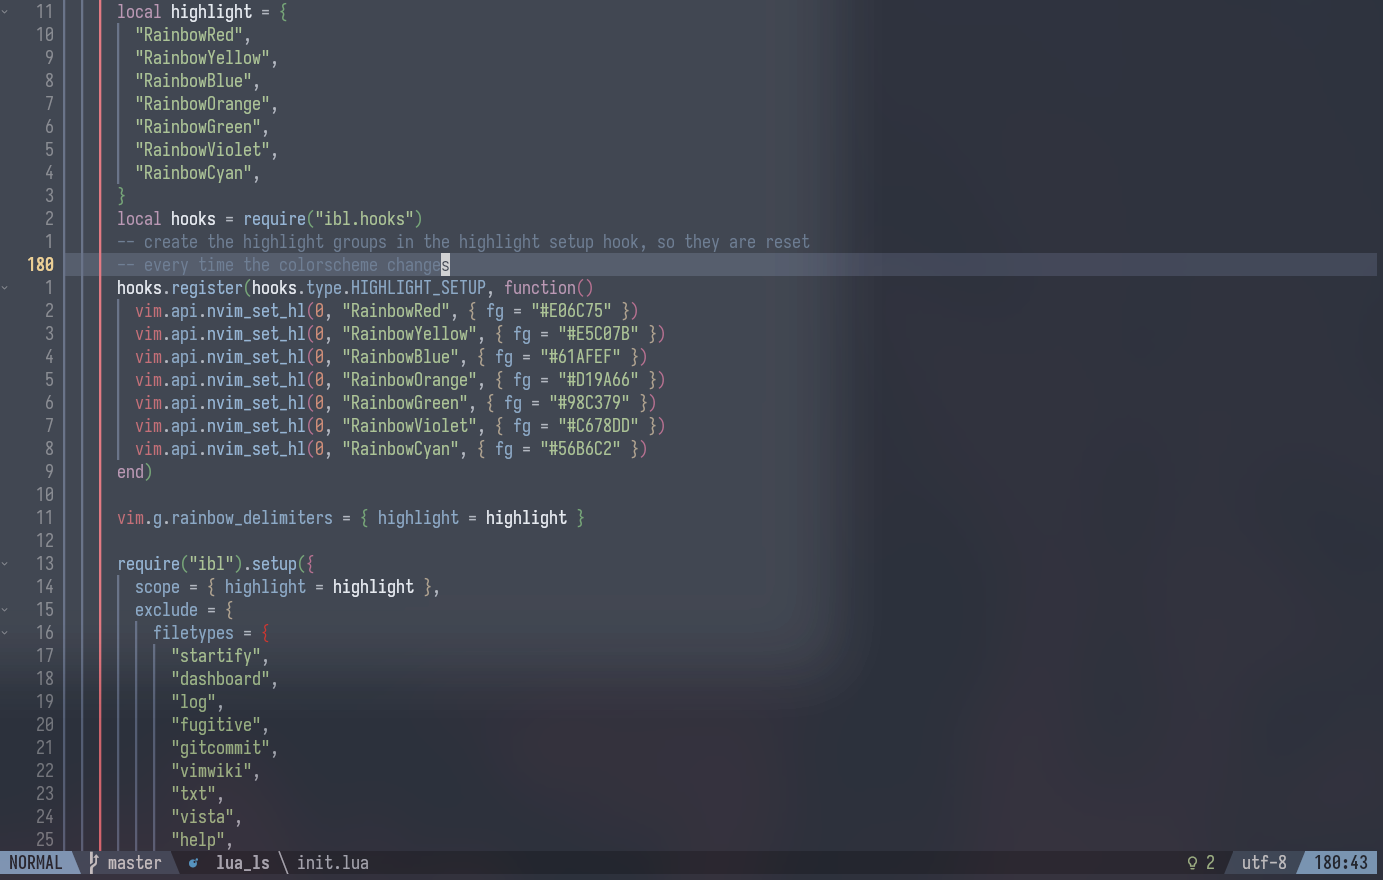 11 local highlight = {
10 "RainbowRed",
9 "RainbowYellow",
8 "RainbowBlue",
7 "RainbowOrange",
6 "RainbowGreen",
5 "RainbowViolet",
4 "RainbowCyan",
3 }
2 local hooks = require("ibl.hooks")
1 -- create the highlight groups in the highlight setup hook, so they are reset
180 -- every time the colorscheme changes
1 hooks.register(hooks.type.HIGHLIGHT_SETUP, function()
2 vim.api.nvim_set_hl(0, "RainbowRed", { fg = "#E06C75" })
3 vim.api.nvim_set_hl(0, "RainbowYellow", { fg = "#E5C07B" })
4 vim.api.nvim_set_hl(0, "RainbowBlue", { fg = "#61AFEF" })
5 vim.api.nvim_set_hl(0, "RainbowOrange", { fg = "#D19A66" })
6 vim.api.nvim_set_hl(0, "RainbowGreen", { fg = "#98C379" })
7 vim.api.nvim_set_hl(0, "RainbowViolet", { fg = "#C678DD" })
8 vim.api.nvim_set_hl(0, "RainbowCyan", { fg = "#56B6C2" })
9 end)
10
11 vim.g.rainbow_delimiters = { highlight = highlight }
12
13 require("ibl").setup({
14 scope = { highlight = highlight },
15 exclude = {
16 filetypes = {
17 "startify",
18 "dashboard",
19 "log",
20 "fugitive",
21 "gitcommit",
22 "vimwiki",
23 "txt",
24 "vista",
25 "help",
NORMAL master lua_ls \ init.lua 2 utf-8 180:43